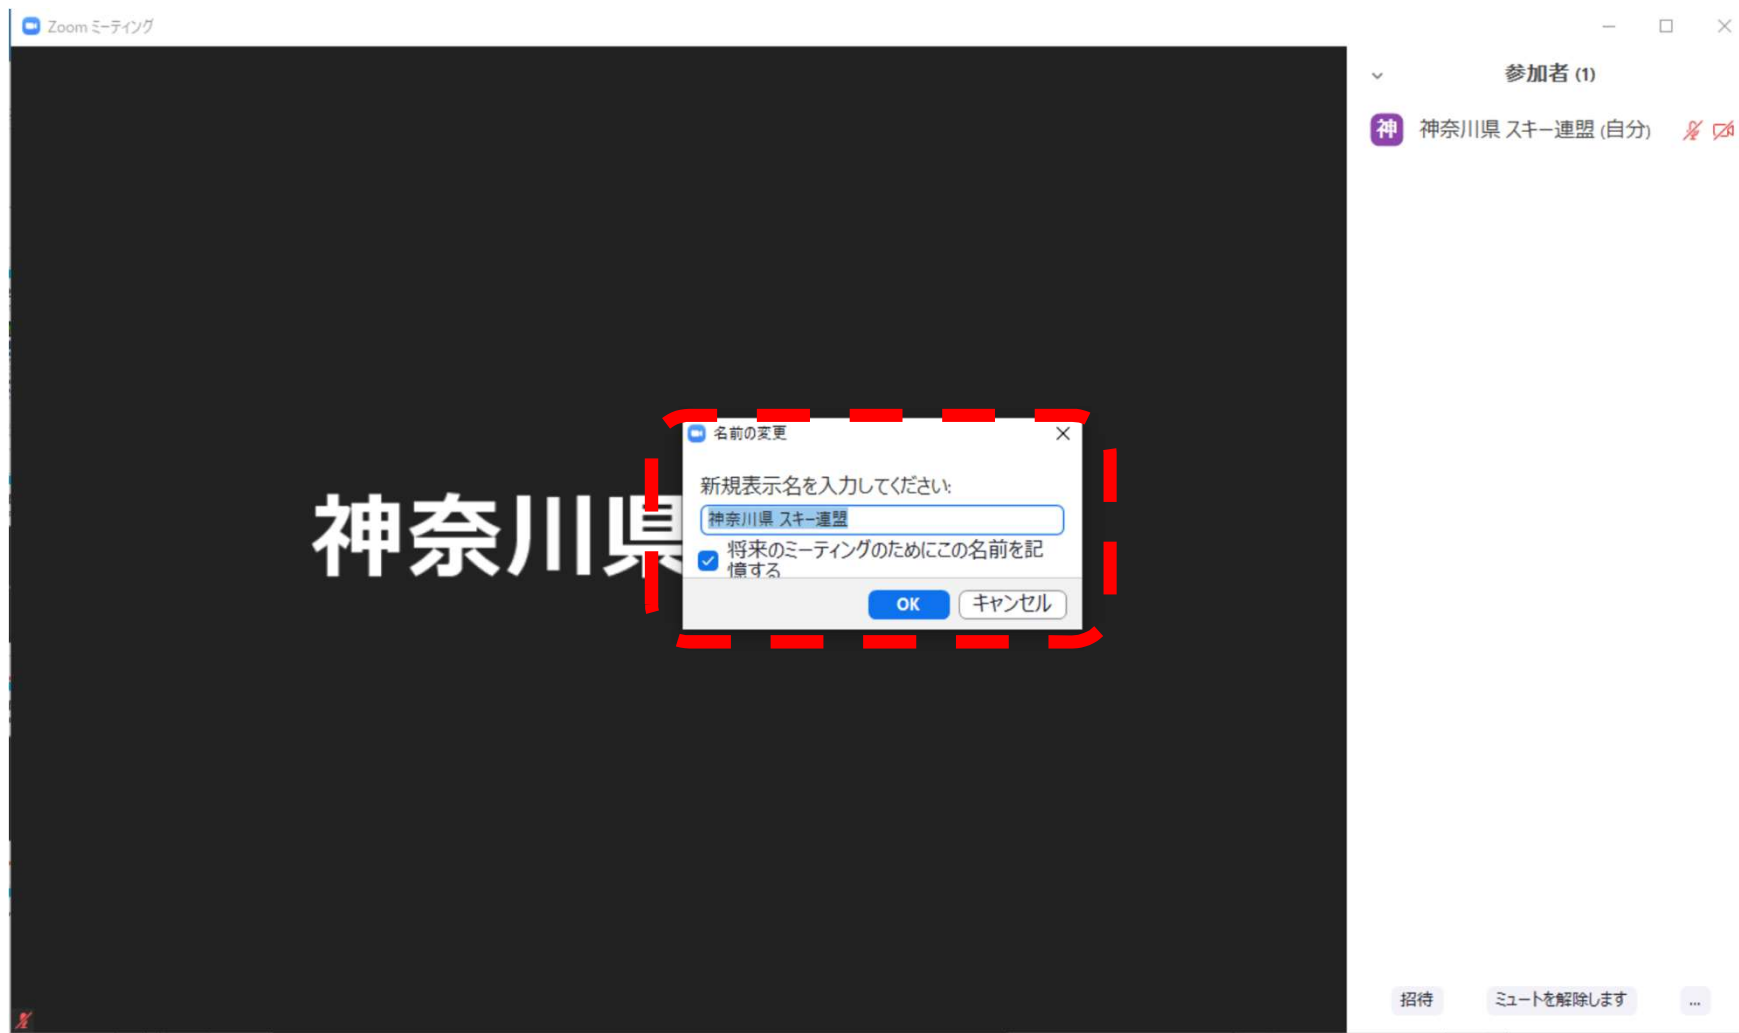 Zoom ミーティング
参加者 (1)
神 神奈川県 スキー連盟 (自分)
神奈川県
名前の変更
新規表示名を入力してください:
神奈川県 スキー連盟
将来のミーティングのためにこの名前を記
憶する
OK キャンセル
招待 ミュートを解除します ...